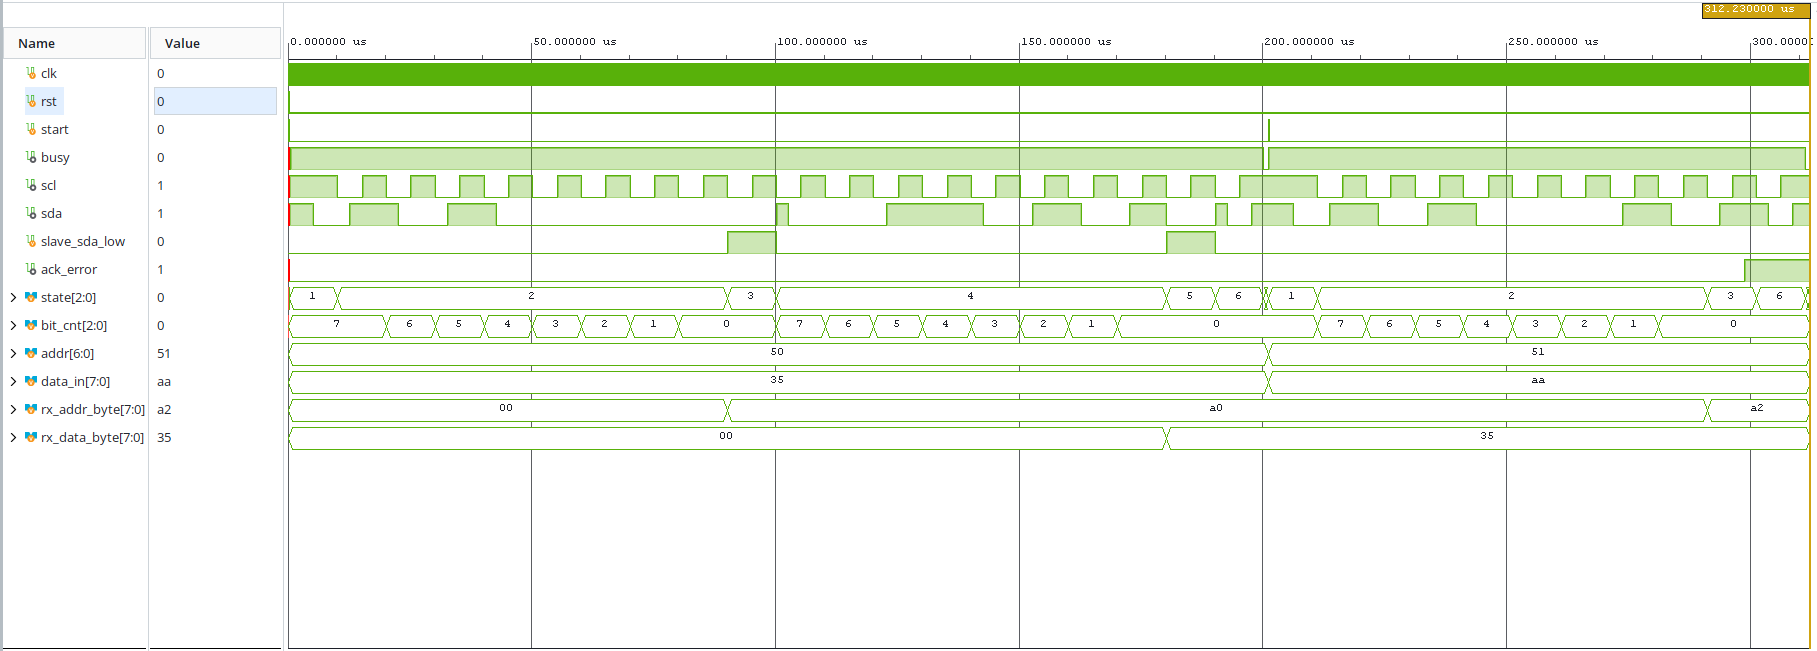 312.230000 us
Name Value
0.000000 us 50.000000 us 100.000000 us 150.000000 us 200.000000 us 250.000000 us 300.0000
clk 0
rst 0
start 0
busy 0
scl 1
sda 1
slave_sda_low 0
ack_error 1
state[2:0] 0 1 2 3 4 5 6 1 2 3 6
bit_cnt[2:0] 0 7 6 5 4 3 2 1 0 7 6 5 4 3 2 1 0 7 6 5 4 3 2 1 0
addr[6:0] 51 50 51
data_in[7:0] aa 35 aa
rx_addr_byte[7:0] a2 00 a0 a2
rx_data_byte[7:0] 35 00 35